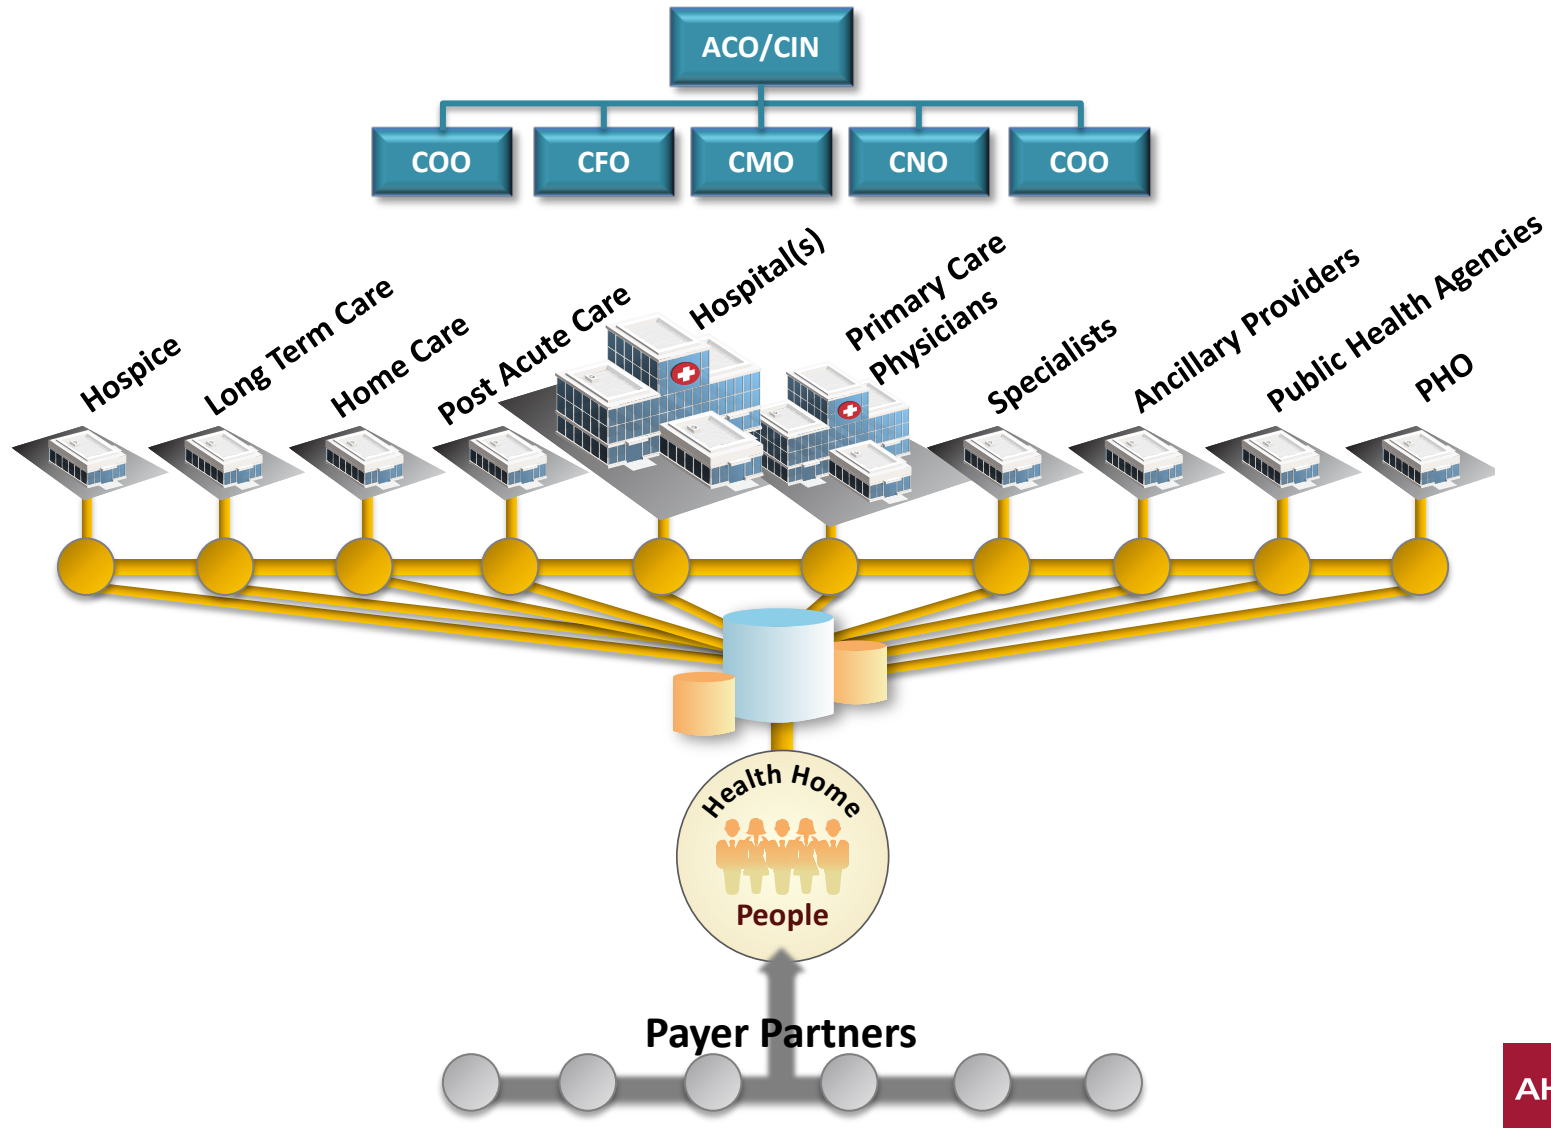 ACO/CIN
COO
CFO
CMO
CNO
COO
Hospice
Long Term Care
Home Care
Post Acute Care
Hospital(s)
Primary Care
Physicians
Specialists
Ancillary Providers
Public Health Agencies
PHO
Health Home
People
Payer Partners